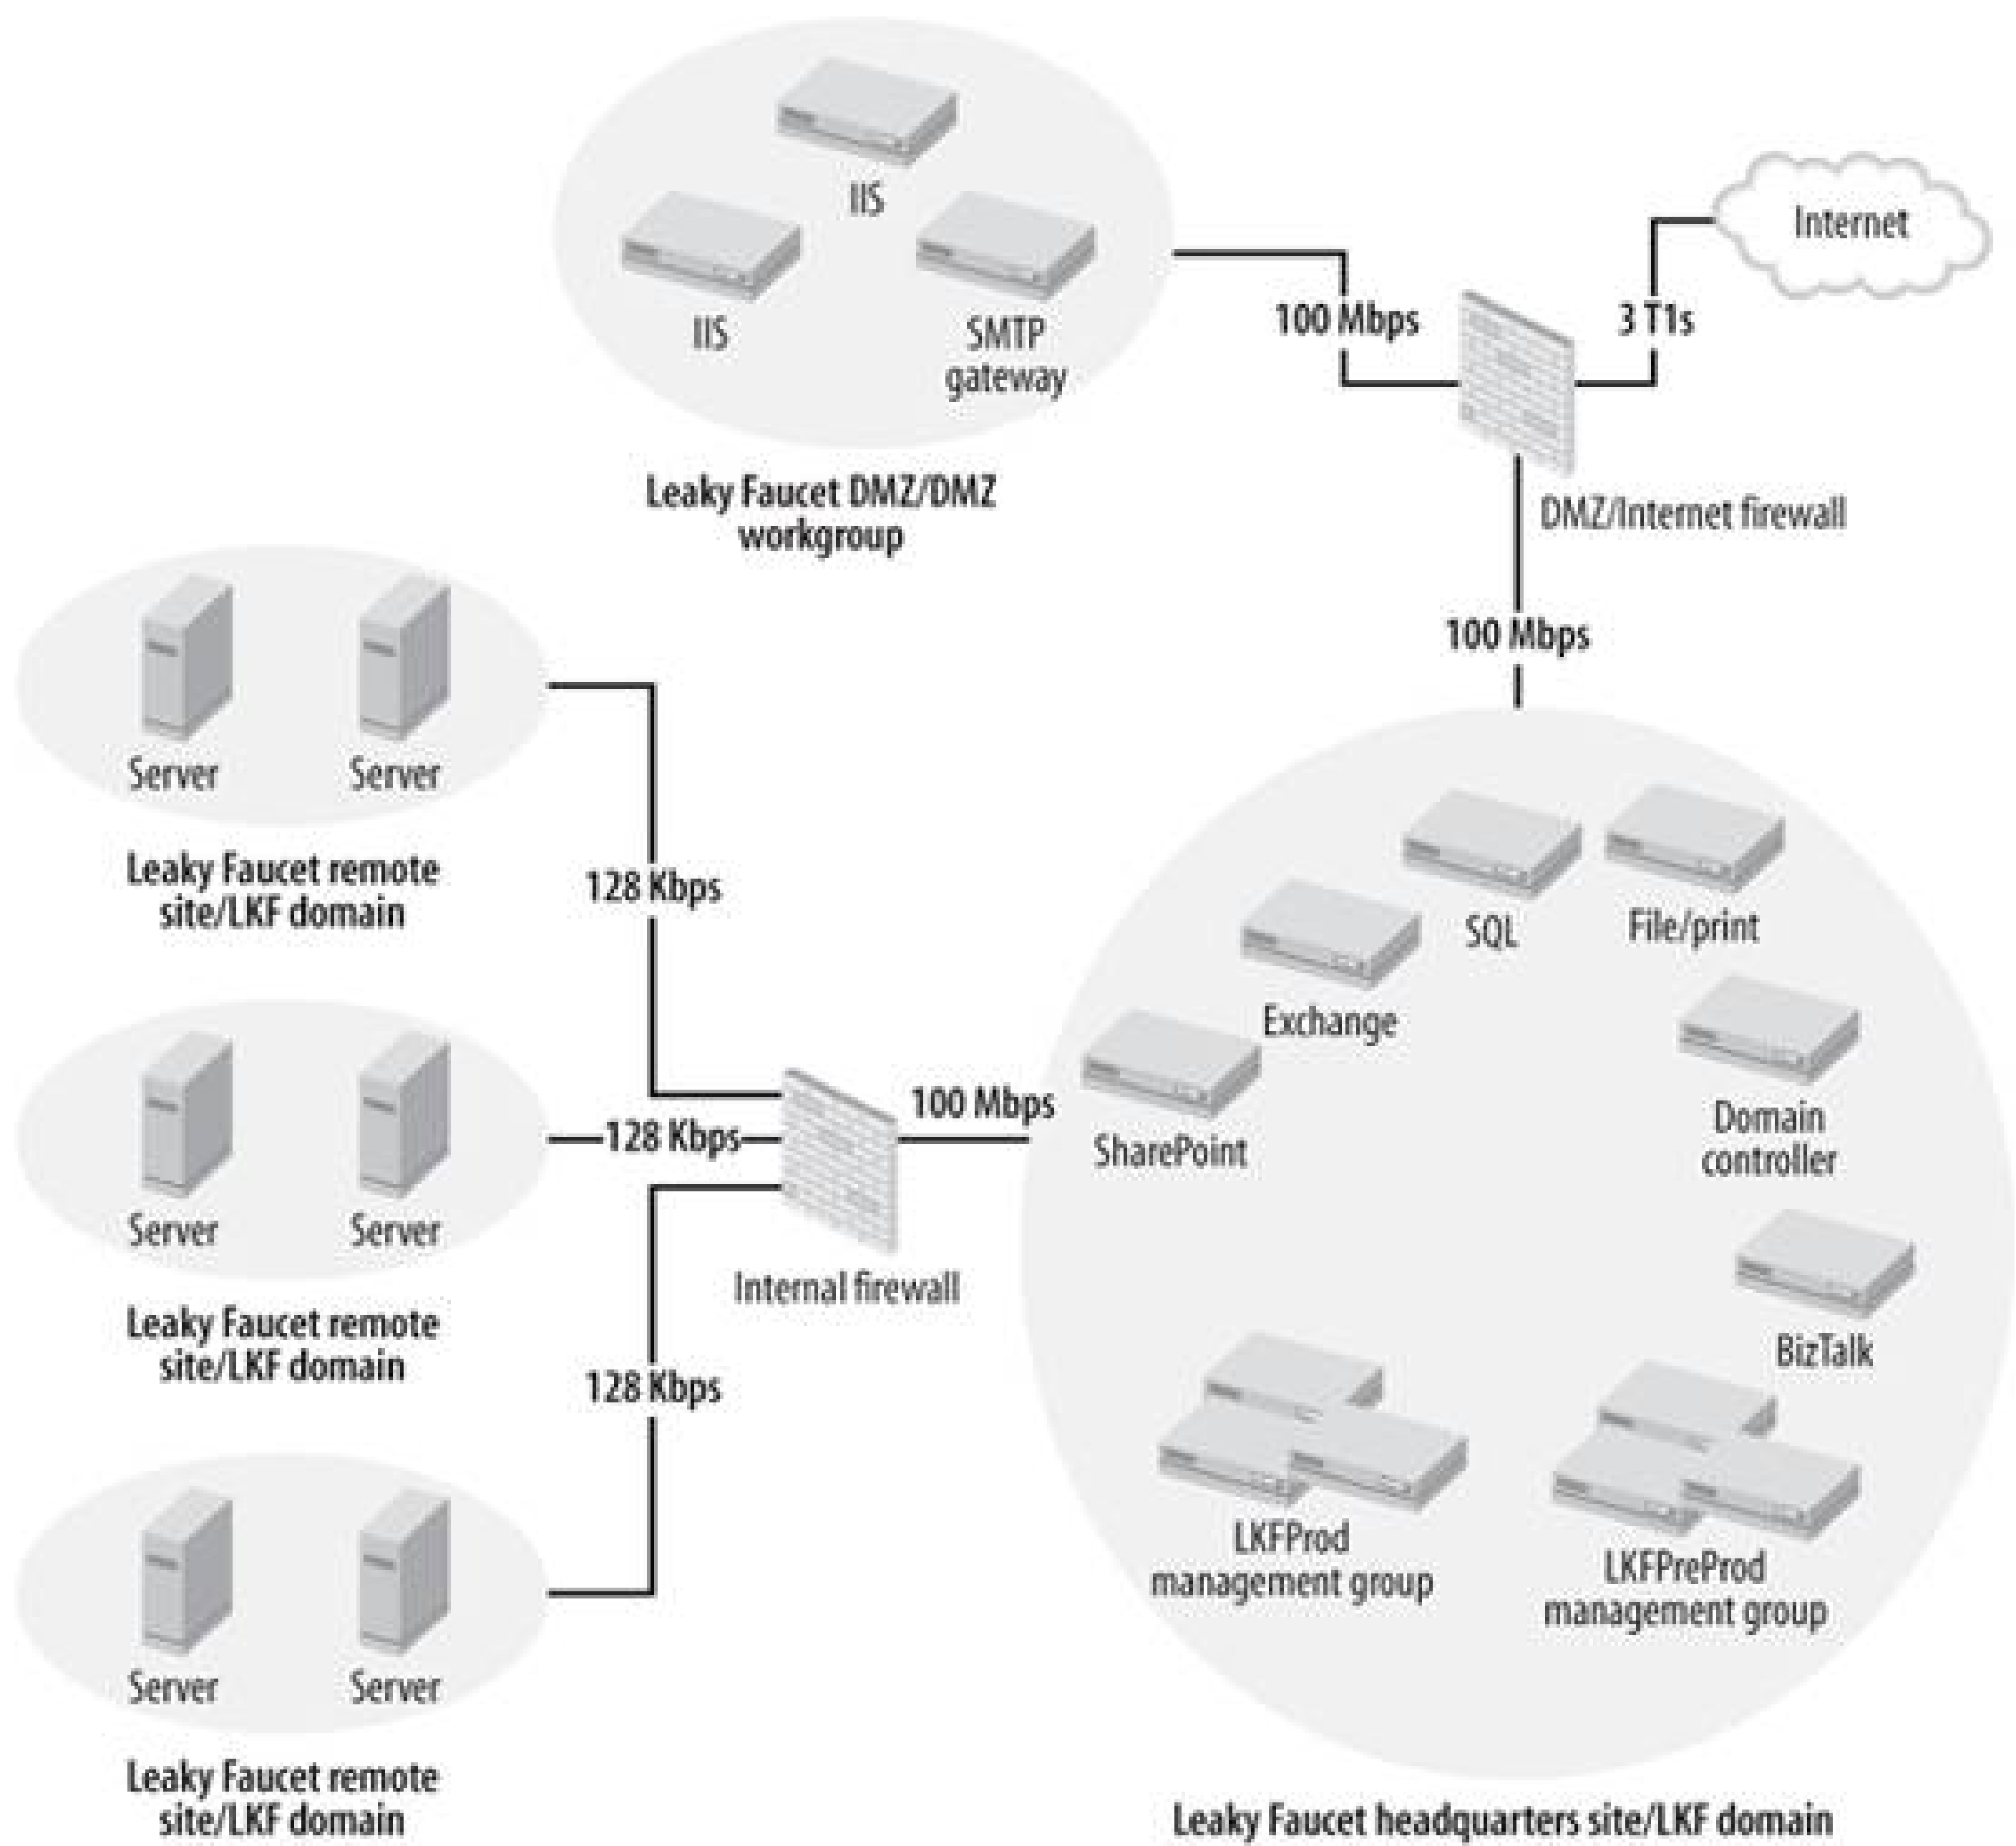 IIS
IIS
SMTP
gateway
Leaky Faucet DMZ/DMZ
workgroup
Internet
100 Mbps
3 T1s
DMZ/Internet firewall
100 Mbps
Server
Server
Leaky Faucet remote
site/LKF domain
128 Kbps
Server
Server
Leaky Faucet remote
site/LKF domain
128 Kbps
Server
Server
Leaky Faucet remote
site/LKF domain
128 Kbps
Internal firewall
100 Mbps
SQL
File/print
Exchange
SharePoint
Domain
controller
BizTalk
LKFProd
management group
LKFPreProd
management group
Leaky Faucet headquarters site/LKF domain